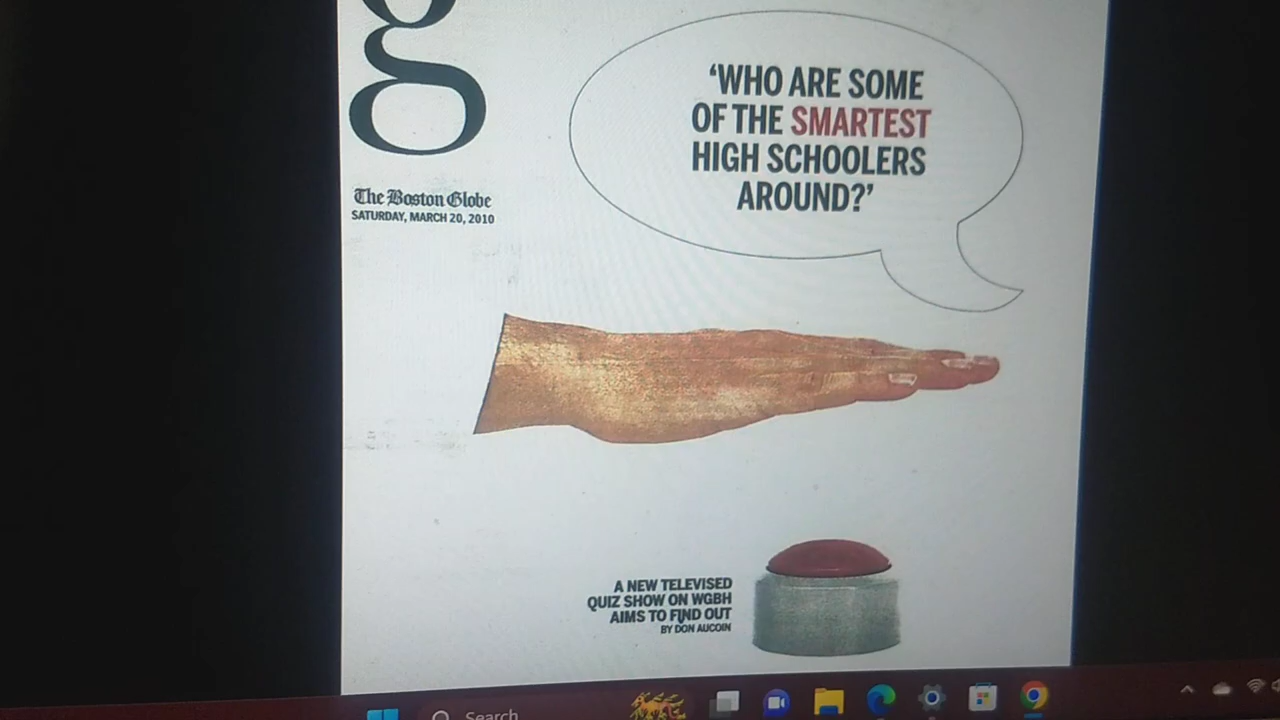 g
The Boston Globe
SATURDAY, MARCH 20, 2010
‘WHO ARE SOME
OF THE SMARTEST
HIGH SCHOOLERS
AROUND?’
A NEW TELEVISED
QUIZ SHOW ON WGBH
AIMS TO FIND OUT
BY DON AUCOIN
Search